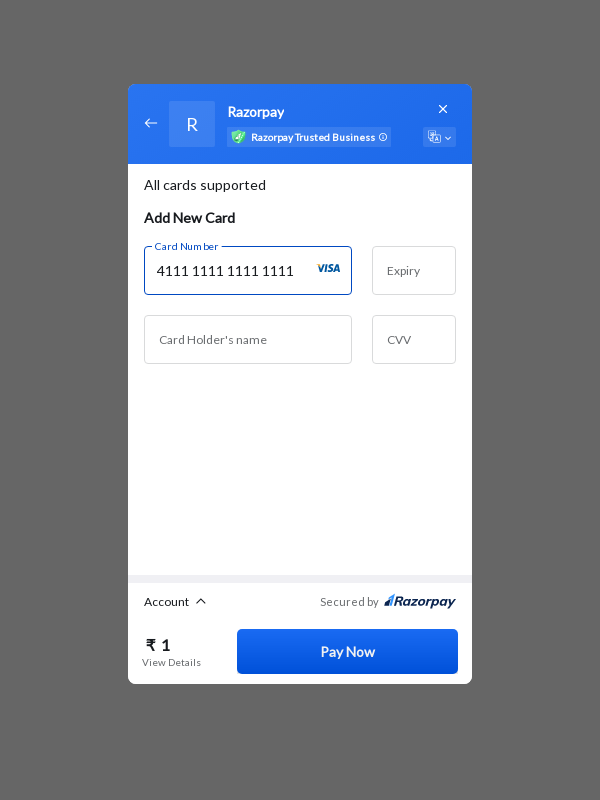 R
Razorpay
Razorpay Trusted Business
All cards supported
Add New Card
Card Number
4111 1111 1111 1111
VISA
Expiry
Card Holder's name
CVV
Account
Secured by Razorpay
₹ 1
View Details
Pay Now